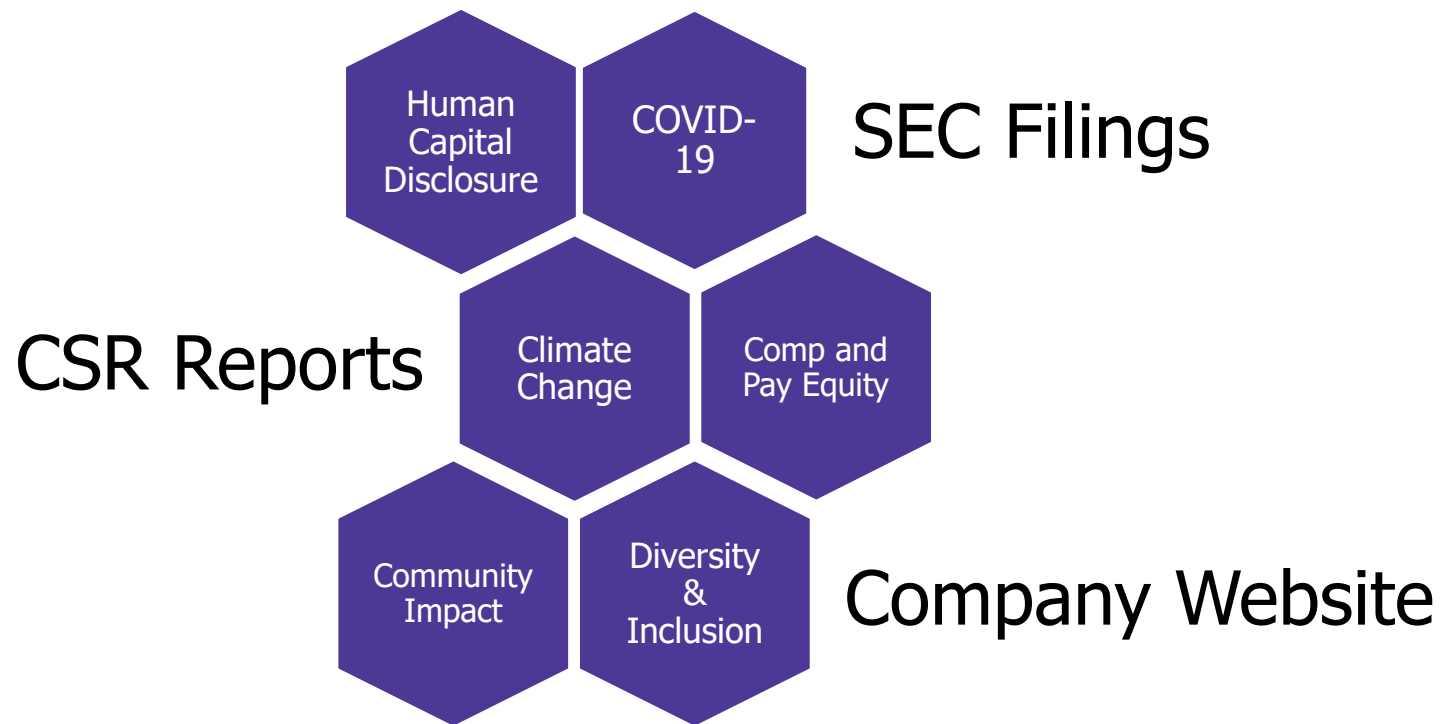 Human
Capital
Disclosure
COVID-
19
SEC Filings
CSR Reports
Climate
Change
Comp and
Pay Equity
Community
Impact
Diversity
&
Inclusion
Company Website